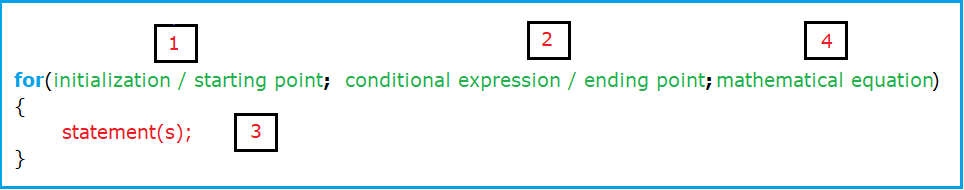 1 2 4
for(initialization / starting point; conditional expression / ending point; mathematical equation)
{
statement(s); 3
}